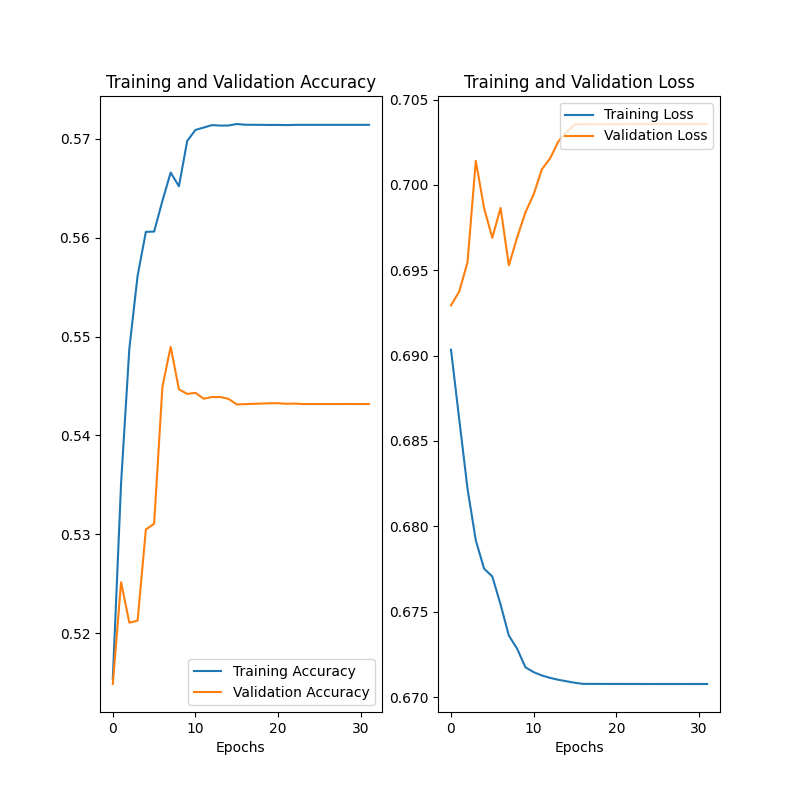 Training and Validation Accuracy
0.57
0.56
0.55
0.54
0.53
0.52
Training Accuracy
Validation Accuracy
0
10
20
30
Epochs
Training and Validation Loss
0.705
0.700
0.695
0.690
0.685
0.680
0.675
0.670
Training Loss
Validation Loss
0
10
20
30
Epochs